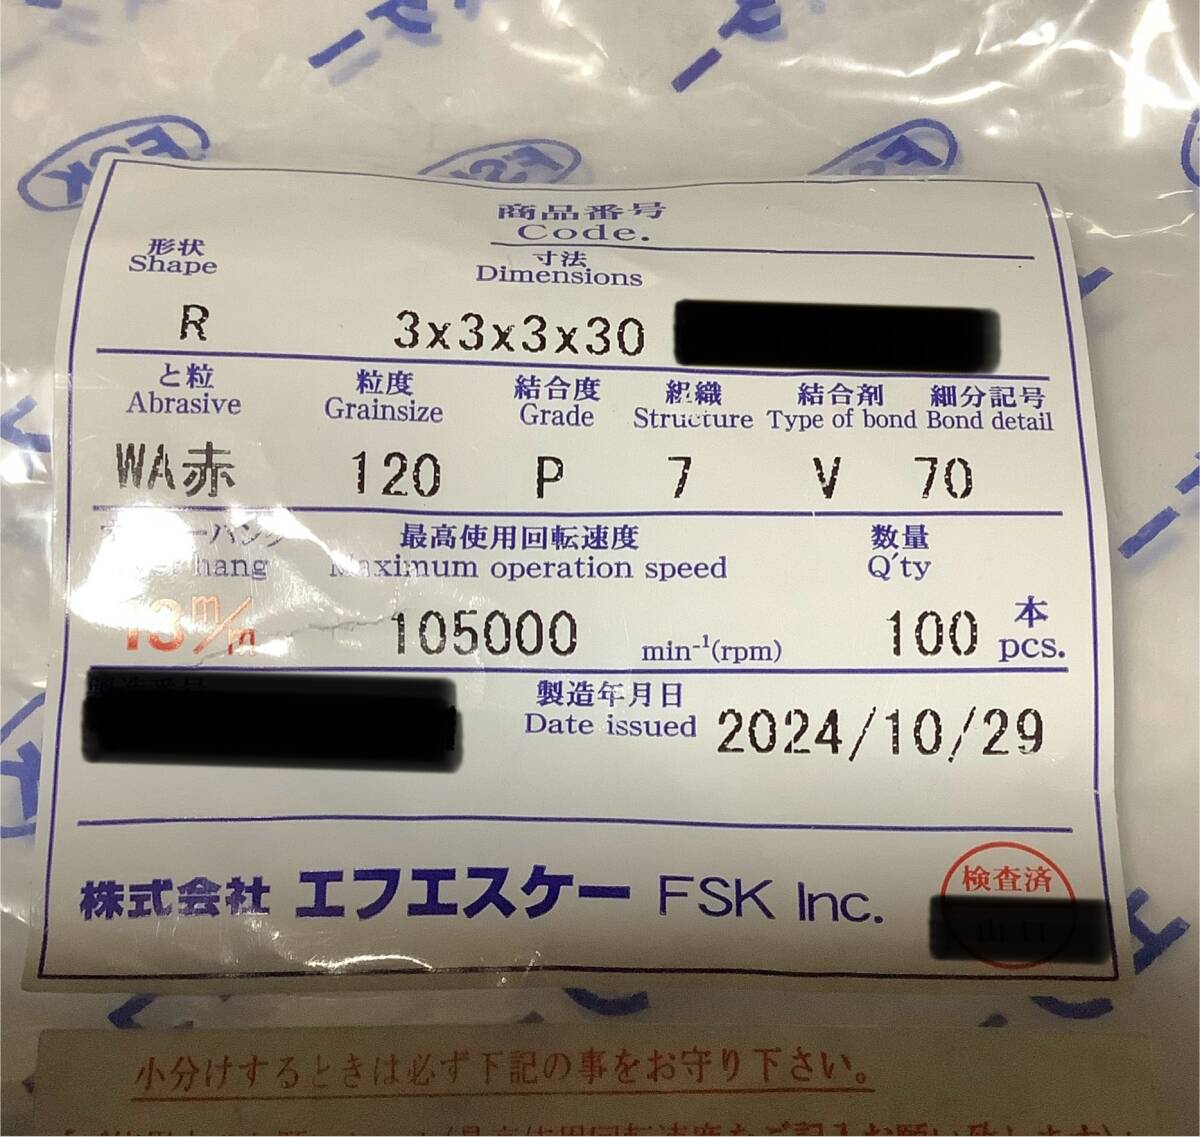 商品番号
Code.
形状
Shape
寸法
Dimensions
R
3x3x3x30
と粒
Abrasive
粒度
Grainsize
結合度
Grade
組織
Structure
結合剤
Type of bond
細分記号
Bond detail
WA赤
120
P
7
V
70
最高使用回転速度
Maximum operation speed
数量
Q'ty
hang
13m/m
105000
min-1(rpm)
100
本
pcs.
製造年月日
Date issued
2024/10/29
株式会社 エフエスケー FSK Inc.
検査済
小分けするときは必ず下記の事をお守り下さい。
FSK